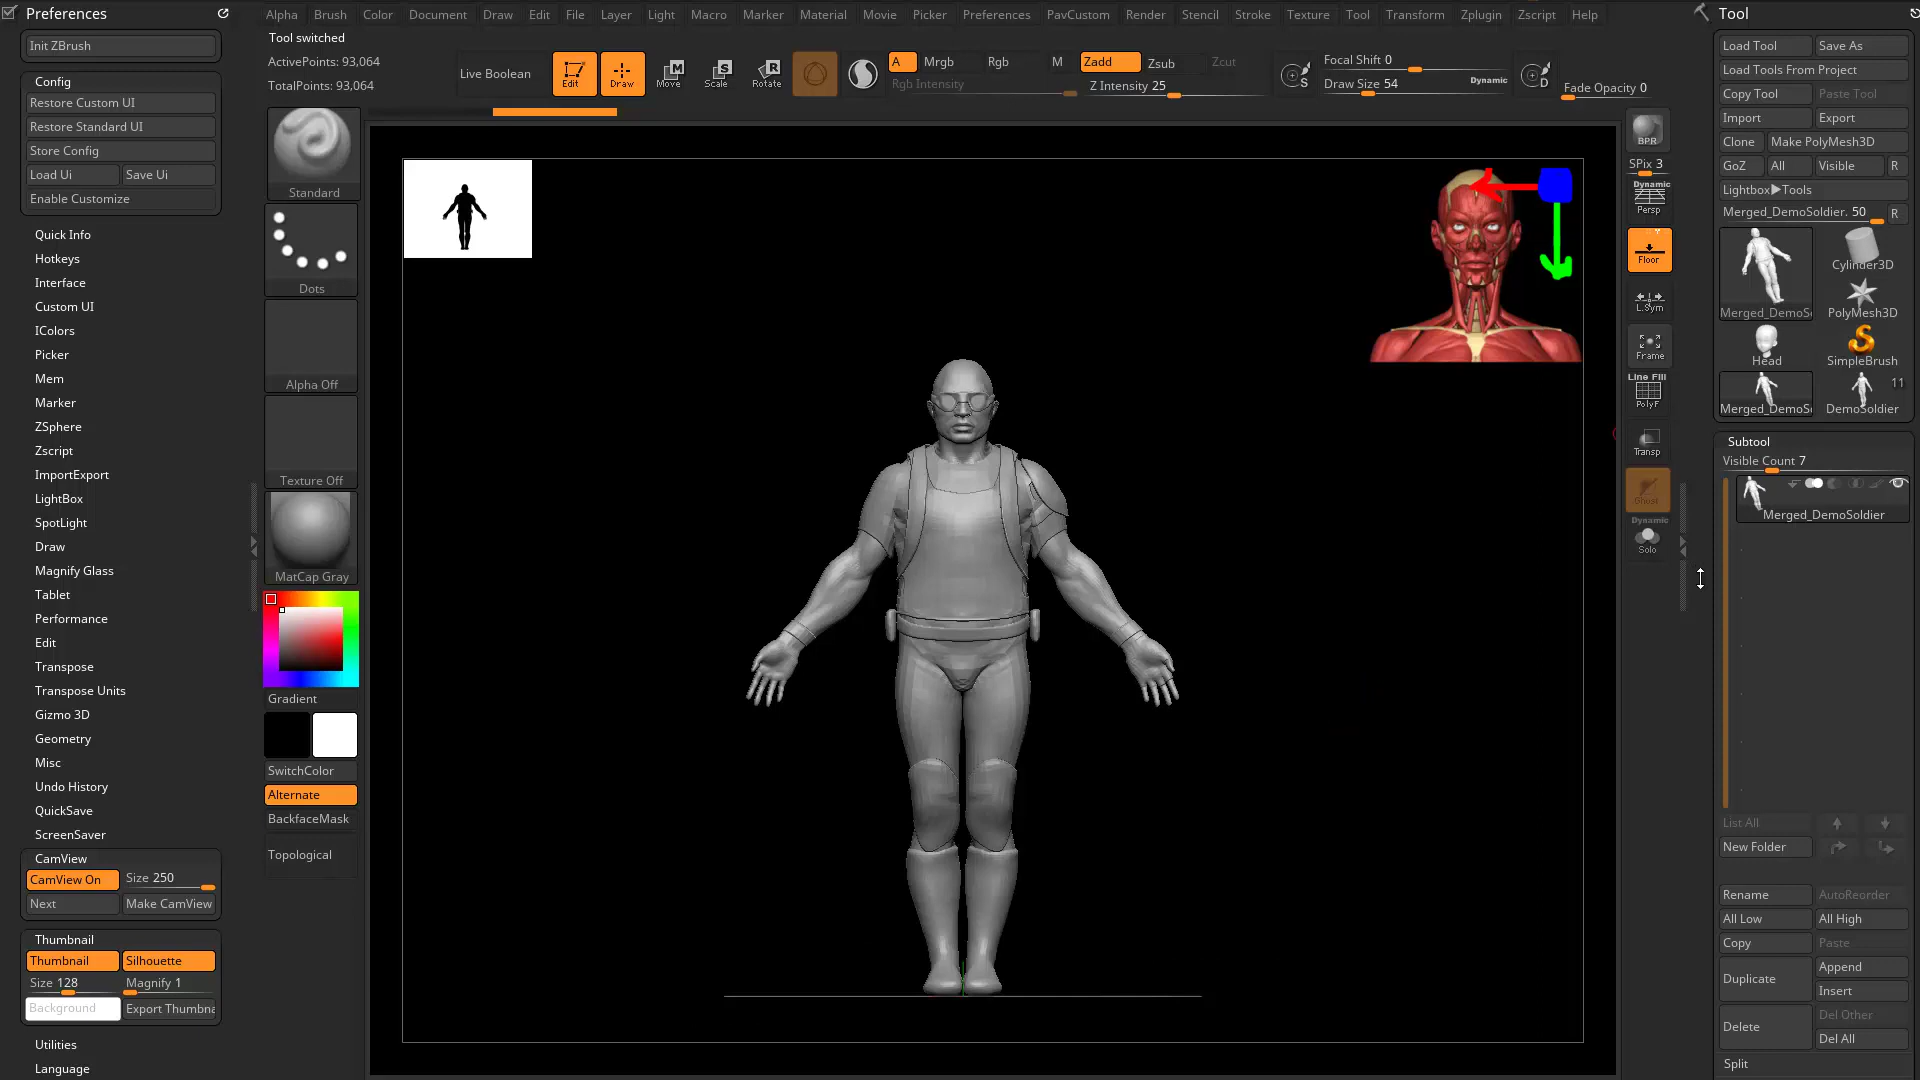 Preferences
Init ZBrush
Config
Restore Custom UI
Restore Standard UI
Store Config
Load Ui Save Ui
Enable Customize
Quick Info
Hotkeys
Interface
Custom UI
IColors
Picker
Mem
Marker
ZSphere
Zscript
ImportExport
LightBox
SpotLight
Draw
Magnify Glass
Tablet
Performance
Edit
Transpose
Transpose Units
Gizmo 3D
Geometry
Misc
Undo History
QuickSave
ScreenSaver
CamView
CamView On Size 250
Next Make CamView
Thumbnail
Thumbnail Silhouette
Size 128 Magnify 1
Background Export Thumbna
Utilities
Language
Alpha Brush Color Document Draw Edit File Layer Light Macro Marker Material Movie Picker Preferences PavCustom Render Stencil Stroke Texture Tool Transform Zplugin Zscript Help
Tool switched
ActivePoints: 93,064
TotalPoints: 93,064
Live Boolean
Edit
Draw
Move
Scale
Rotate
A Mrgb Rgb M Zadd Zsub Zcut
Rgb Intensity Z Intensity 25
Focal Shift 0
Draw Size 54 Dynamic
Fade Opacity 0
Standard
Dots
Alpha Off
Texture Off
MatCap Gray
Gradient
SwitchColor
Alternate
BackfaceMask
Topological
BPR
SPix 3
Dynamic
Persp
Floor
L.Sym
Frame
Line Fill
PolyF
Transp
Ghost
Dynamic
Solo
Tool
Load Tool Save As
Load Tools From Project
Copy Tool Paste Tool
Import Export
Clone Make PolyMesh3D
GoZ All Visible R
Lightbox▶Tools
Merged_DemoSoldier. 50 R
Merged_DemoS
Cylinder3D
PolyMesh3D
Head
SimpleBrush
11
Merged_DemoS DemoSoldier
Subtool
Visible Count 7
Merged_DemoSoldier
List All
New Folder
Rename AutoReorder
All Low All High
Copy Paste
Duplicate
Append
Insert
Delete
Del Other
Del All
Split